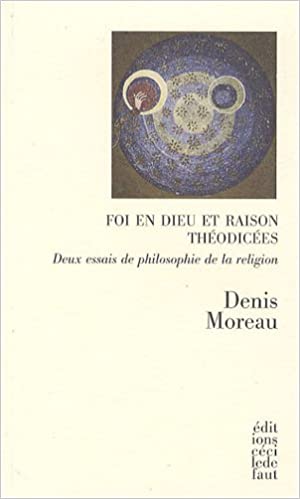 FOI EN DIEU ET RAISON
THÉODICÉES
Deux essais de philosophie de la religion
Denis
Moreau
édit
ions
céci
lede
faut